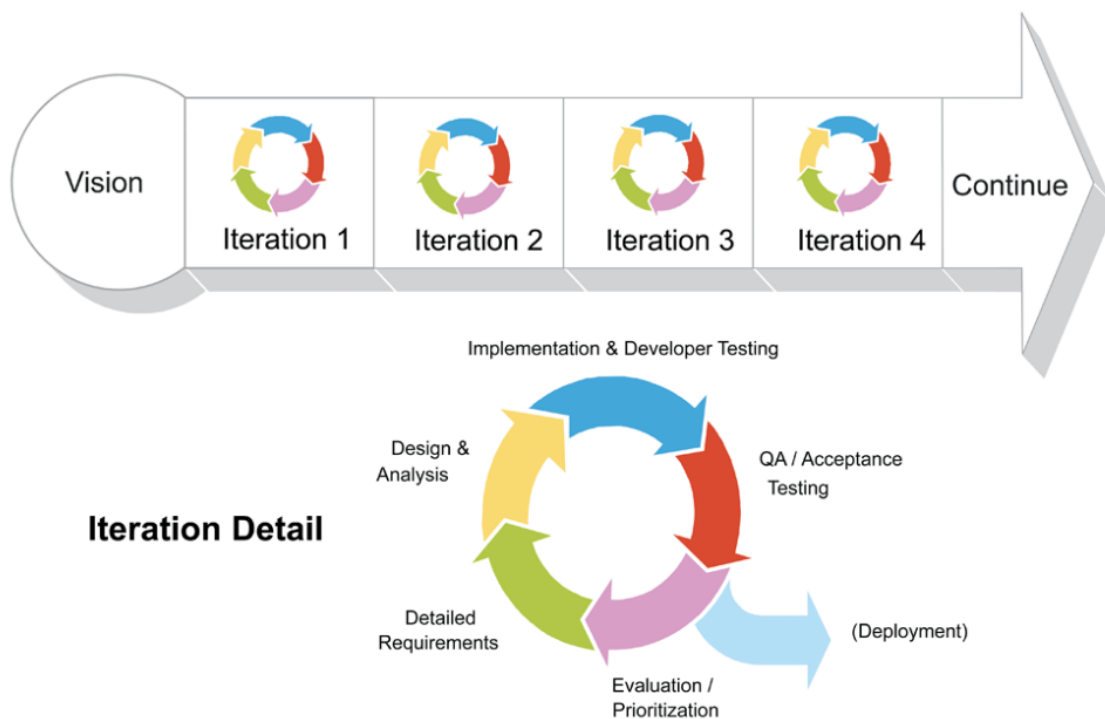 Vision
Iteration 1
Iteration 2
Iteration 3
Iteration 4
Continue
Implementation & Developer Testing
Design &
Analysis
QA / Acceptance
Testing
Iteration Detail
Detailed
Requirements
(Deployment)
Evaluation /
Prioritization